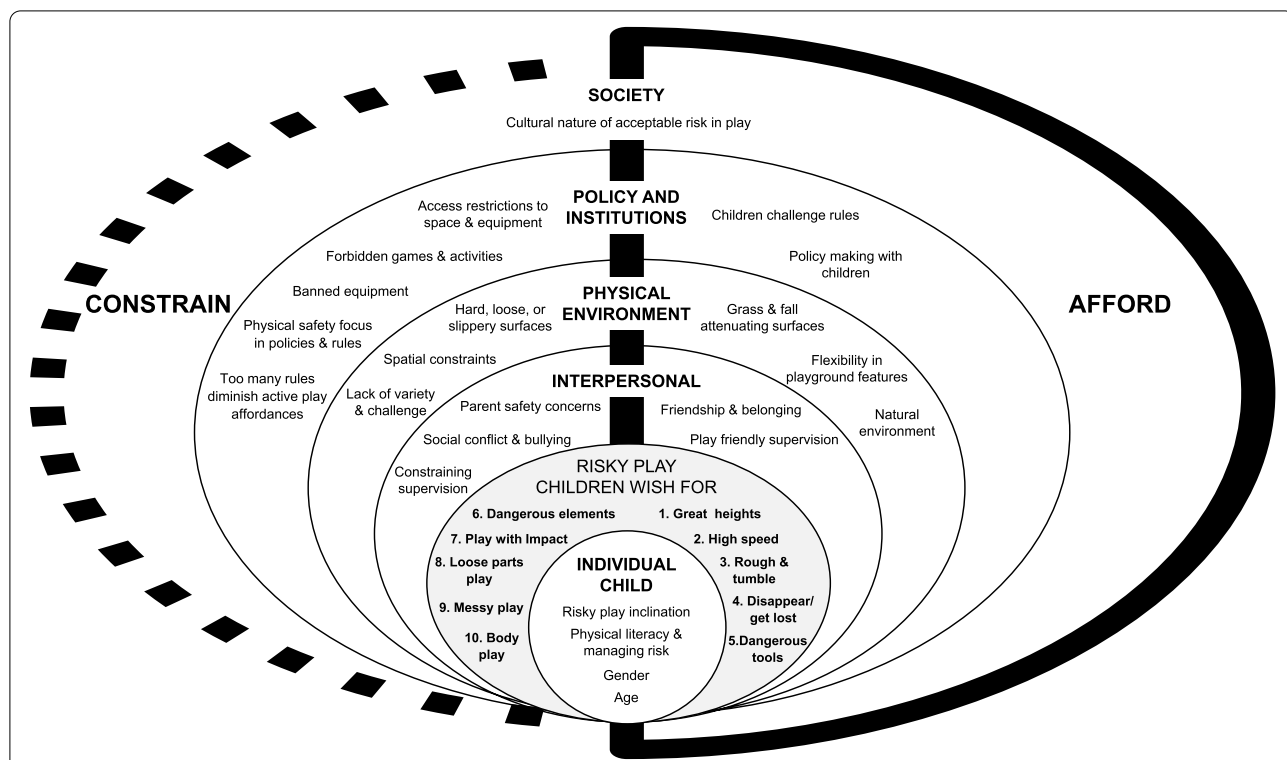 SOCIETY
Cultural nature of acceptable risk in play
POLICY AND
INSTITUTIONS
Access restrictions to
space & equipment
Forbidden games & activities
Banned equipment
Physical safety focus
in policies & rules
Too many rules
diminish active play
affordances
Children challenge rules
Policy making with
children
CONSTRAIN
AFFORD
PHYSICAL
ENVIRONMENT
Hard, loose, or
slippery surfaces
Spatial constraints
Lack of variety
& challenge
Grass & fall
attenuating surfaces
Flexibility in
playground features
Natural
environment
INTERPERSONAL
Parent safety concerns
Social conflict & bullying
Constraining
supervision
Friendship & belonging
Play friendly supervision
RISKY PLAY
CHILDREN WISH FOR
1. Great heights
2. High speed
3. Rough &
tumble
4. Disappear/
get lost
5.Dangerous
tools
6. Dangerous elements
7. Play with Impact
8. Loose parts
play
9. Messy play
10. Body
play
INDIVIDUAL
CHILD
Risky play inclination
Physical literacy &
managing risk
Gender
Age